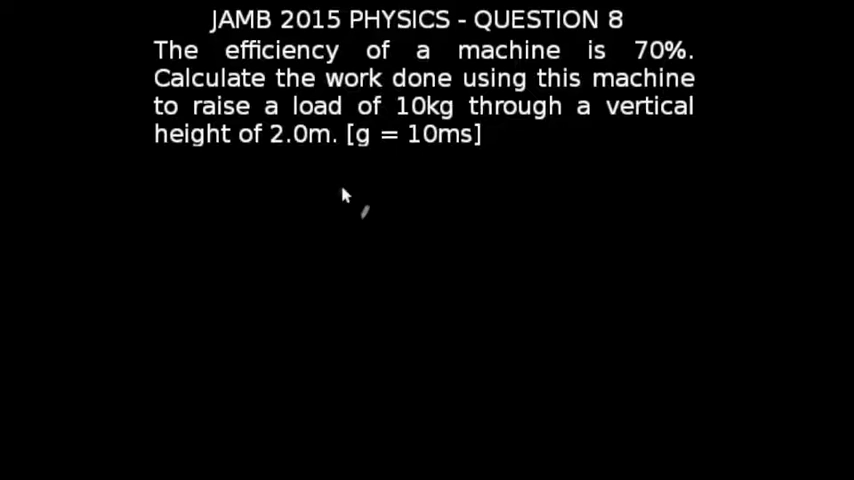 JAMB 2015 PHYSICS - QUESTION 8
The efficiency of a machine is 70%.
Calculate the work done using this machine
to raise a load of 10kg through a vertical
height of 2.0m. [g = 10ms]